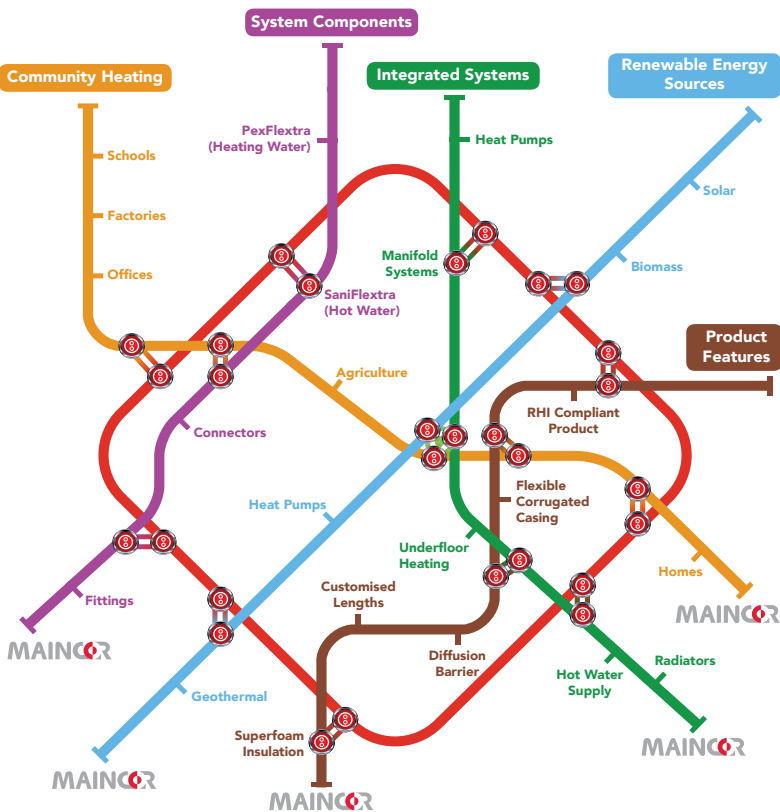 System Components
Community Heating
Integrated Systems
Renewable Energy
Sources
PexFlextra
(Heating Water)
Heat Pumps
Schools
Solar
Factories
Manifold
Systems
Biomass
Offices
SaniFlextra
(Hot Water)
Product
Features
Agriculture
RHI Compliant
Product
Connectors
Flexible
Corrugated
Casing
Heat Pumps
Underfloor
Heating
Homes
Customised
Lengths
Fittings
MAINCOR
MAINCOR
Diffusion
Barrier
Radiators
Hot Water
Supply
Geothermal
Superfoam
Insulation
MAINCOR
MAINCOR
MAINCOR